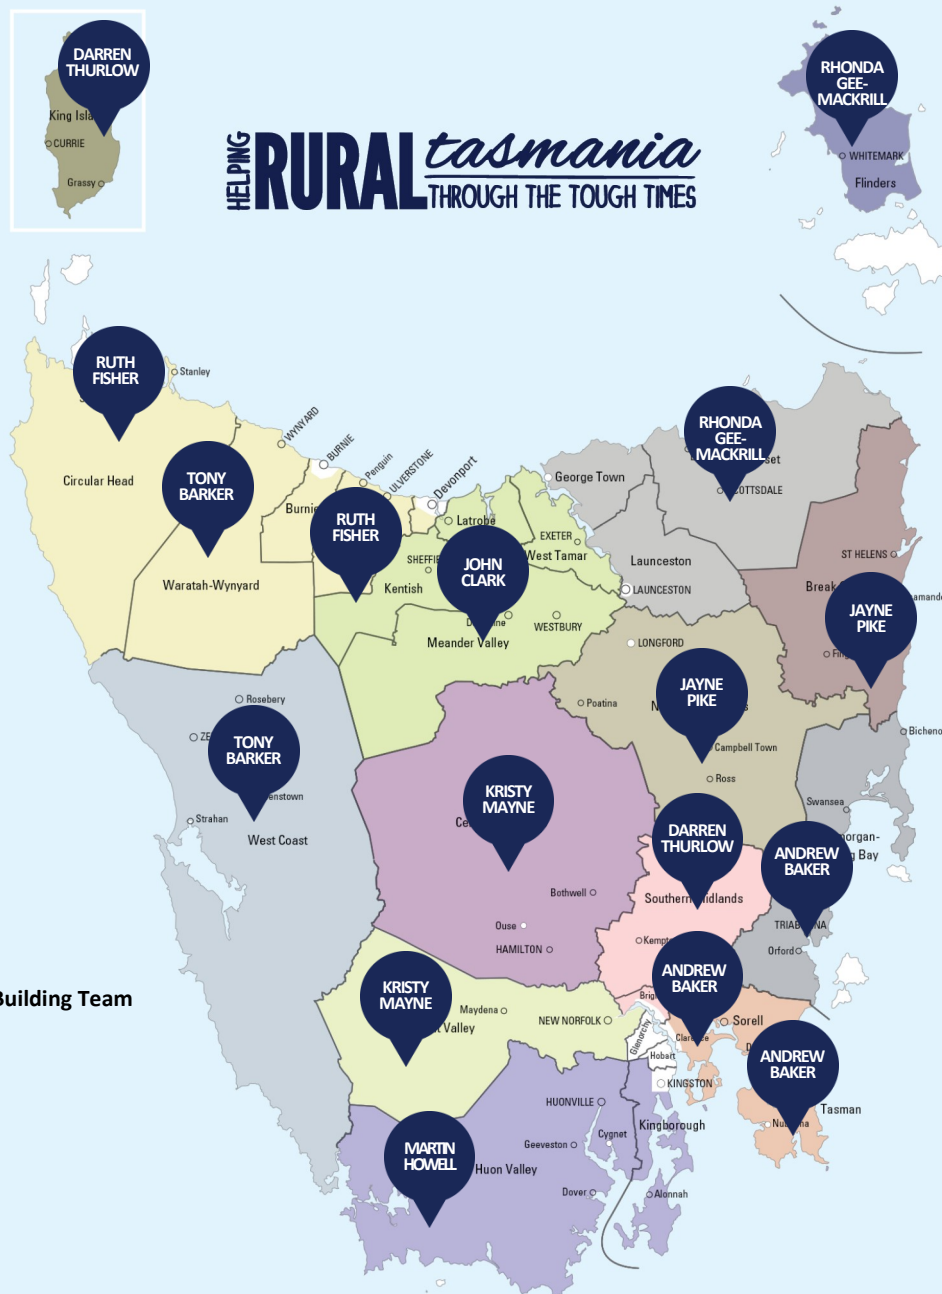 DARREN
THURLOW
King
CURRIE
Grassy
RHONDA
GEE-
MACKRILL
WHITEMARK
Flinders
HELPING
RURAL
tasmania
THROUGH THE TOUGH TIMES
RUTH
FISHER
Stanley
Circular Head
WYNYARD
BURNIE
Penguin
ULVERSTONE
Devonport
TONY
BARKER
Waratah-Wynyard
RUTH
FISHER
Latrobe
Kentish
EXETER
West Tamar
JOHN
CLARK
WESTBURY
Meander Valley
George Town
RHONDA
GEE-
MACKRILL
Launceston
LAUNCESTON
ST HELENS
JAYNE
PIKE
LONGFORD
Poatina
JAYNE
PIKE
Campbell Town
Ross
Bicheno
Swansea
Rosebery
TONY
BARKER
Strahan
West Coast
KRISTY
MAYNE
Bothwell
Ouse
HAMILTON
DARREN
THURLOW
Southern Midlands
ANDREW
BAKER
Orford
Building Team
KRISTY
MAYNE
Maydena
Valley
NEW NORFOLK
Glenorchy
Hobart
KINGSTON
ANDREW
BAKER
Sorell
ANDREW
BAKER
Tasman
MARTIN
HOWELL
HUONVILLE
Geeveston
Cygnet
Kingborough
Huon Valley
Dover
Alonnah